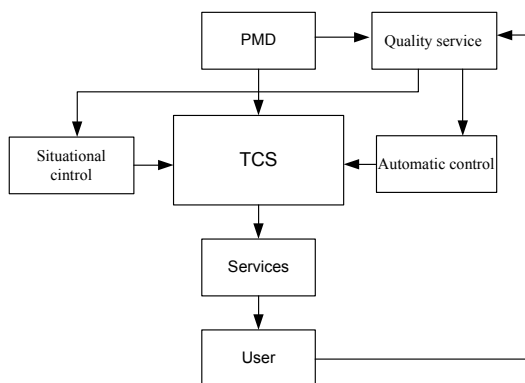 PMD
Quality service
Situational
cintrol
TCS
Automatic control
Services
User